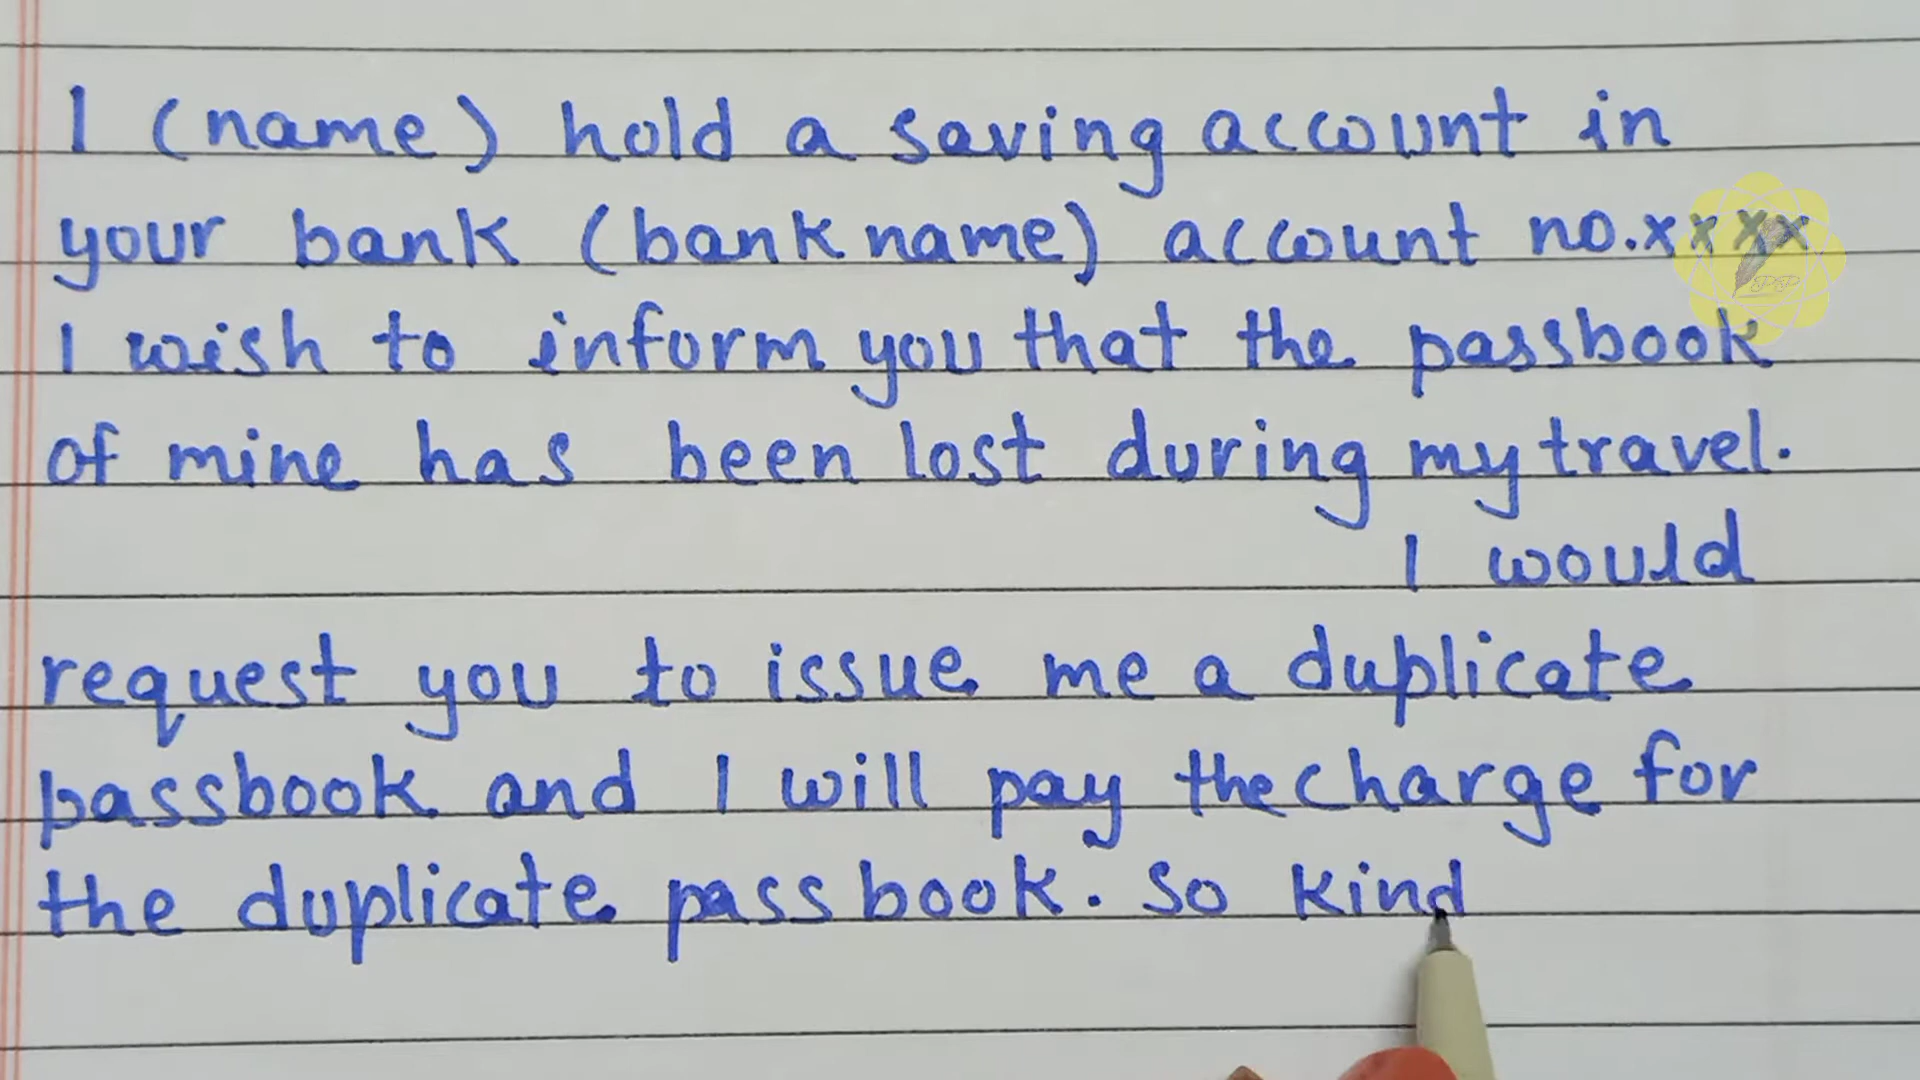 I (name) hold a saving account in
your bank (bank name) account no.xxxx
I wish to inform you that the passbook
of mine has been lost during my travel.
I would
request you to issue me a duplicate
passbook and I will pay the charge for
the duplicate passbook. So kind
PP